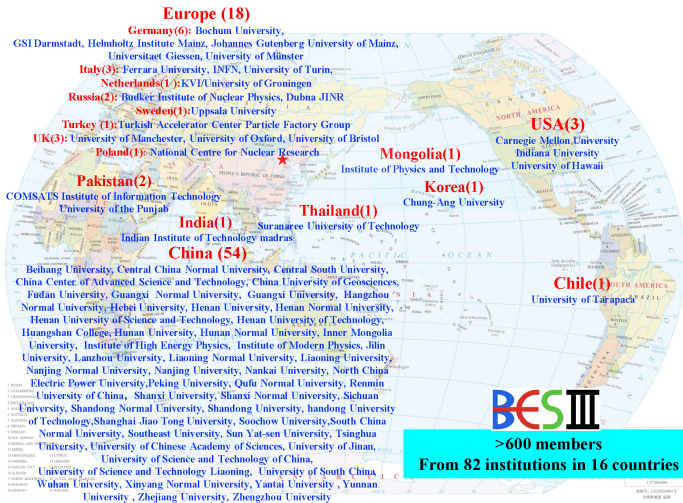 Europe (18)
Germany(6): Bochum University,
GSI Darmstadt, Helmholtz Institute Mainz, Johannes Gutenberg University of Mainz,
Universitaet Giessen, University of Münster
Italy(3): Ferrara University, INFN, University of Turin,
Netherlands(1 ):KVI/University of Groningen
Russia(2): Budker Institute of Nuclear Physics, Dubna JINR
Sweden(1):Uppsala University
Turkey (1):Turkish Accelerator Center Particle Factory Group
UK(3): University of Manchester, University of Oxford, University of Bristol
Poland(1): National Centre for Nuclear Research
CANADA
NORTH AMERICA
USA(3)
Carnegie Mellon University
Indiana University
University of Hawaii
Mongolia(1)
Institute of Physics and Technology
Korea(1)
Chung-Ang University
Pakistan(2)
COMSATS Institute of Information Technology
University of the Punjab
Thailand(1)
Suranaree University of Technology
India(1)
Indian Institute of Technology madras
PACIFIC
OCEAN
China (54)
Beihang University, Central China Normal University, Central South University,
China Center of Advanced Science and Technology, China University of Geosciences,
Fudan University, Guangxi Normal University, Guangxi University, Hangzhou
Normal University, Hebei University, Henan University, Henan Normal University,
Henan University of Science and Technology, Henan University of Technology,
Huangshan College, Hunan University, Hunan Normal University, Inner Mongolia
University, Institute of High Energy Physics, Institute of Modern Physics, Jilin
University, Lanzhou University, Liaoning Normal University, Liaoning University,
Nanjing Normal University, Nanjing University, Nankai University, North China
Electric Power University,Peking University, Qufu Normal University, Renmin
University of China, Shanxi University, Shanxi Normal University, Sichuan
University, Shandong Normal University, Shandong University, handong University
of Technology,Shanghai Jiao Tong University, Soochow University,South China
Normal University, Southeast University, Sun Yat-sen University, Tsinghua
University, University of Chinese Academy of Sciences, University of Jinan,
University of Science and Technology of China,
University of Science and Technology Liaoning, University of South China,
Wuhan University, Xinyang Normal University, Yantai University , Yunnan
University , Zhejiang University, Zhengzhou University
Chile(1)
SOUTH AMERICA
University of Tarapaca
BRAZIL
BESIII
>600 members
From 82 institutions in 16 countries